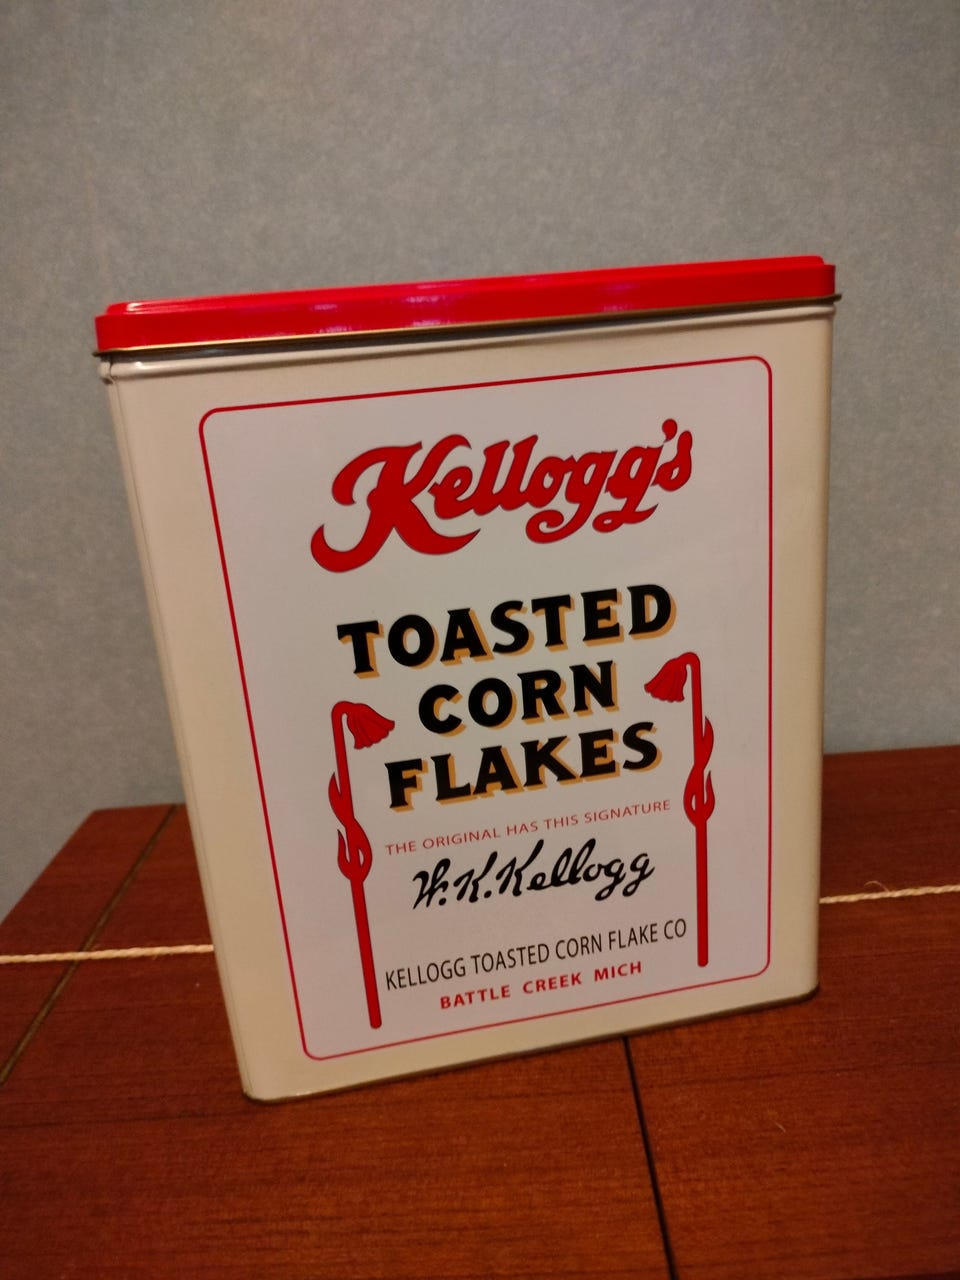 Kellogg's
TOASTED
CORN
FLAKES
THE ORIGINAL HAS THIS SIGNATURE
W.K.Kellogg
KELLOGG TOASTED CORN FLAKE CO
BATTLE CREEK MICH